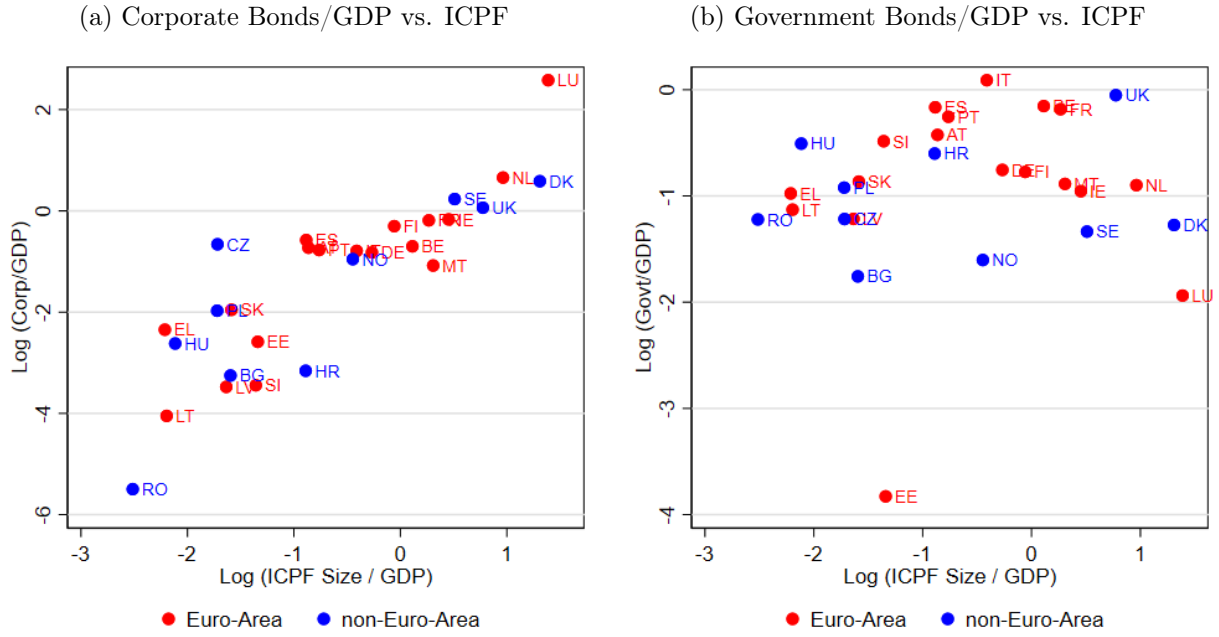 (a) Corporate Bonds/GDP vs. ICPF
Log (Corp/GDP)
2
0
-2
-4
-6
LU
NL
DK
SE
UK
FI
FR
IE
ES
AT
PT
IT
DE
BE
NO
MT
CZ
PL
SK
EL
HU
EE
BG
HR
LV
SI
LT
RO
-3
-2
-1
0
1
Log (ICPF Size / GDP)
Euro-Area
non-Euro-Area
(b) Government Bonds/GDP vs. ICPF
Log (Govt/GDP)
0
-1
-2
-3
-4
IT
UK
ES
PT
BE
FR
AT
SI
HU
HR
DE
FI
SK
PL
MT
IE
NL
EL
LT
RO
CZ
LV
SE
DK
NO
BG
LU
EE
-3
-2
-1
0
1
Log (ICPF Size / GDP)
Euro-Area
non-Euro-Area